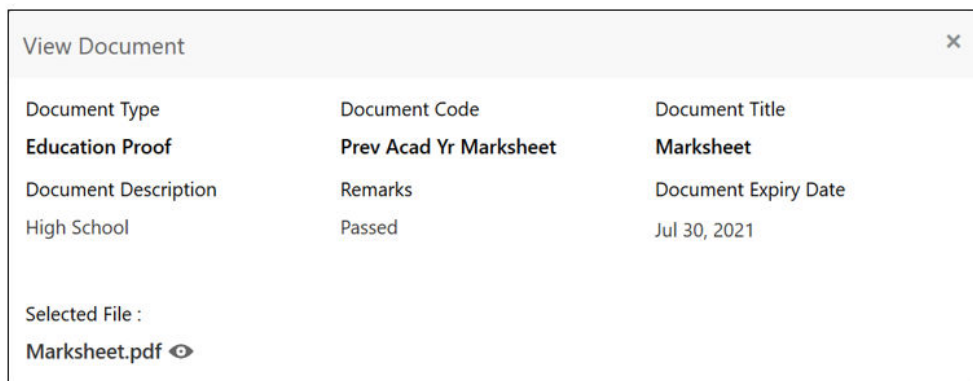 View Document ×
Document Type Document Code Document Title
Education Proof Prev Acad Yr Marksheet Marksheet
Document Description Remarks Document Expiry Date
High School Passed Jul 30, 2021
Selected File :
Marksheet.pdf